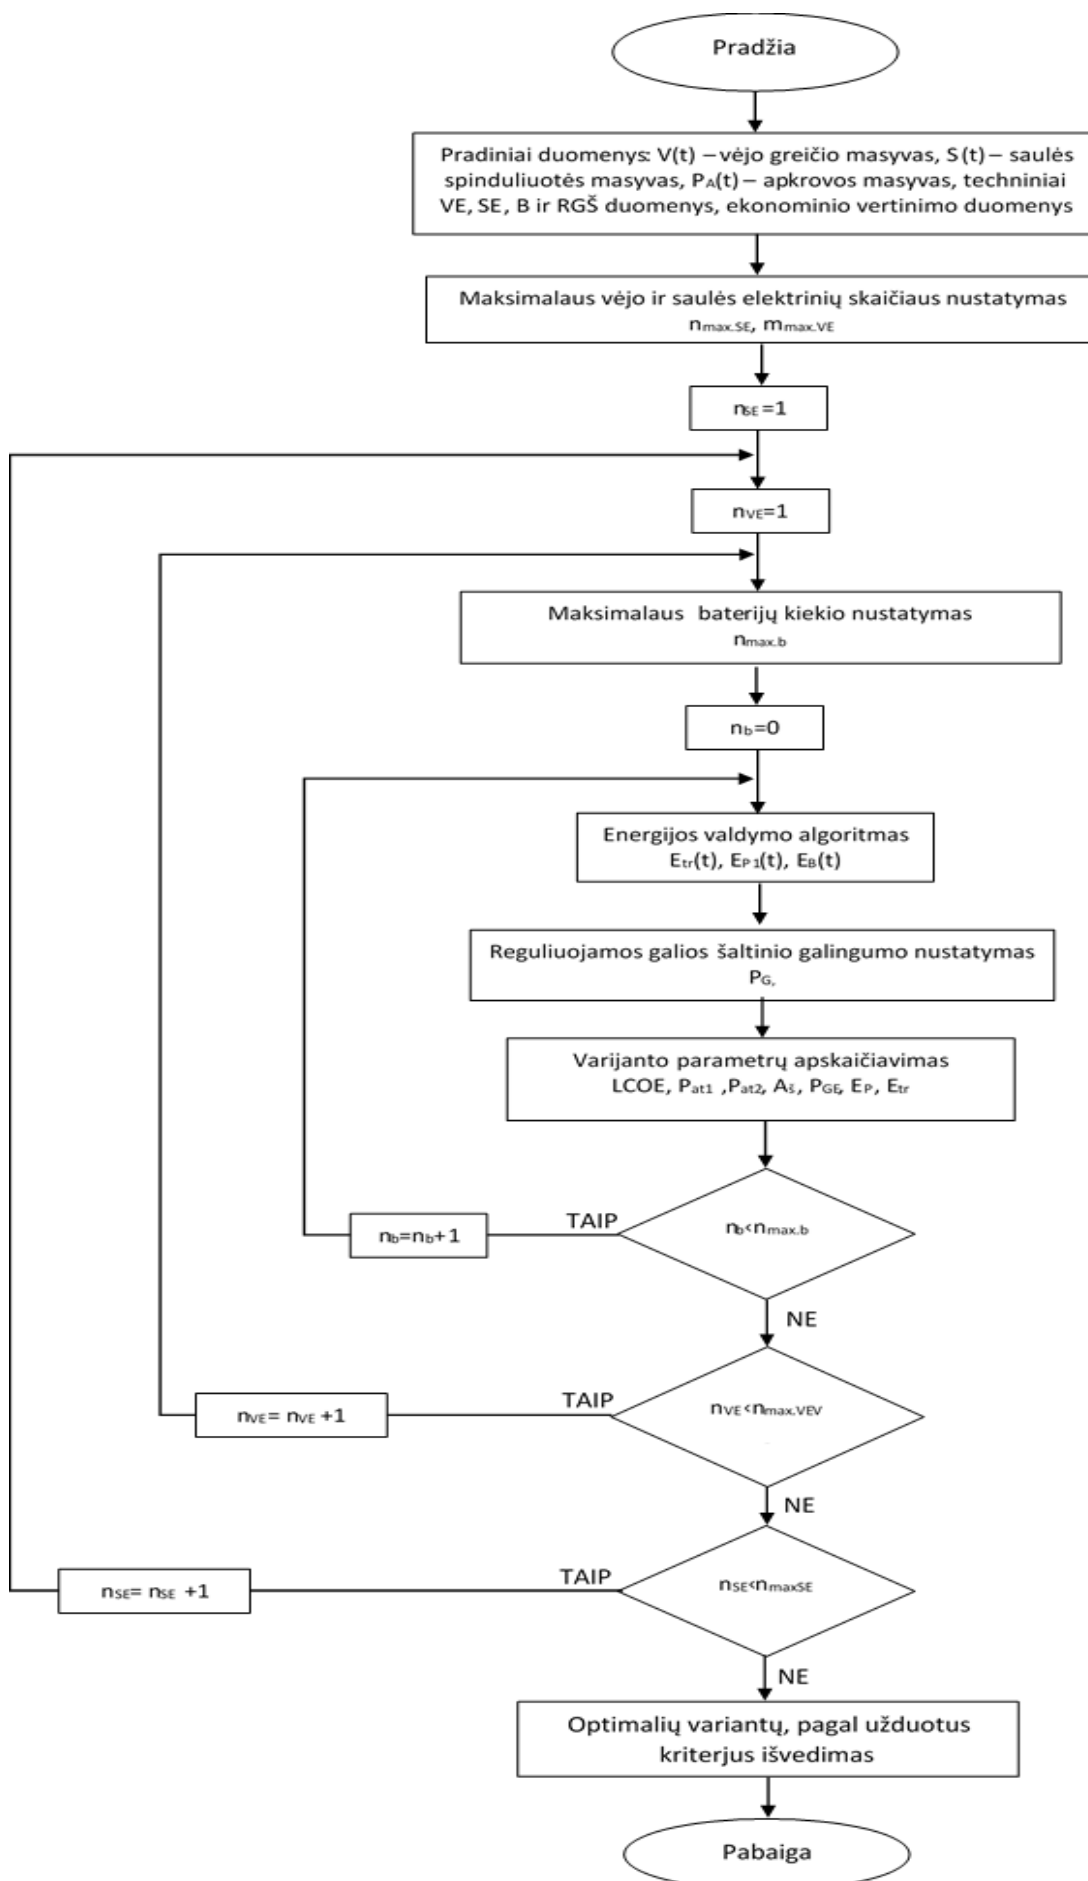 Pradžia
Pradiniai duomenys: V(t) – vėjo greičio masyvas, S(t) – saulės
spinduliuotės masyvas, PA(t) – apkrovos masyvas, techniniai
VE, SE, B ir RGŠ duomenys, ekonominio vertinimo duomenys
Maksimalaus vėjo ir saulės elektrinių skaičiaus nustatymas
nmax.SE, mmax.VE
nSE=1
nVE=1
Maksimalaus baterijų kiekio nustatymas
nmax.b
nb=0
Energijos valdymo algoritmas
Etr(t), EP1(t), EB(t)
Reguliuojamos galios šaltinio galingumo nustatymas
PG,
Varijanto parametrų apskaičiavimas
LCOE, Pat1 ,Pat2, Aš, PGE, EP, Etr
nb<nmax.b
TAIP
nb=nb+1
NE
nVE<nmax.VEV
TAIP
nVE= nVE +1
NE
nSE<nmaxSE
TAIP
nSE= nSE +1
NE
Optimalių variantų, pagal užduotus
kriterjus išvedimas
Pabaiga